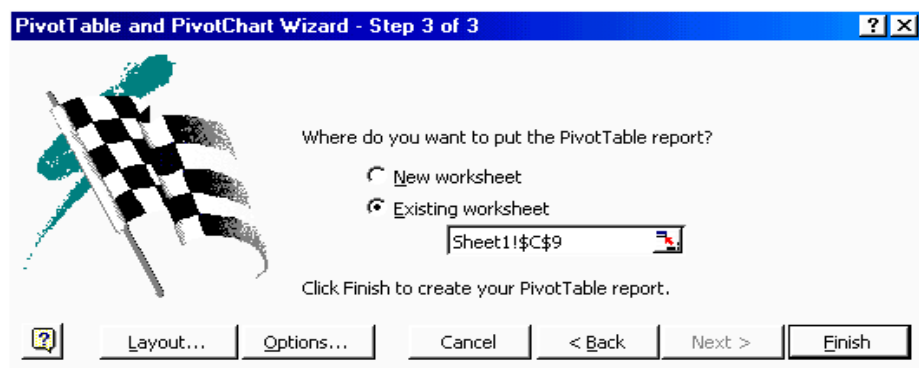 PivotTable and PivotChart Wizard - Step 3 of 3
Where do you want to put the PivotTable report?
New worksheet
Existing worksheet
Sheet1!$C$9
Click Finish to create your PivotTable report.
Layout... Options... Cancel < Back Next > Finish